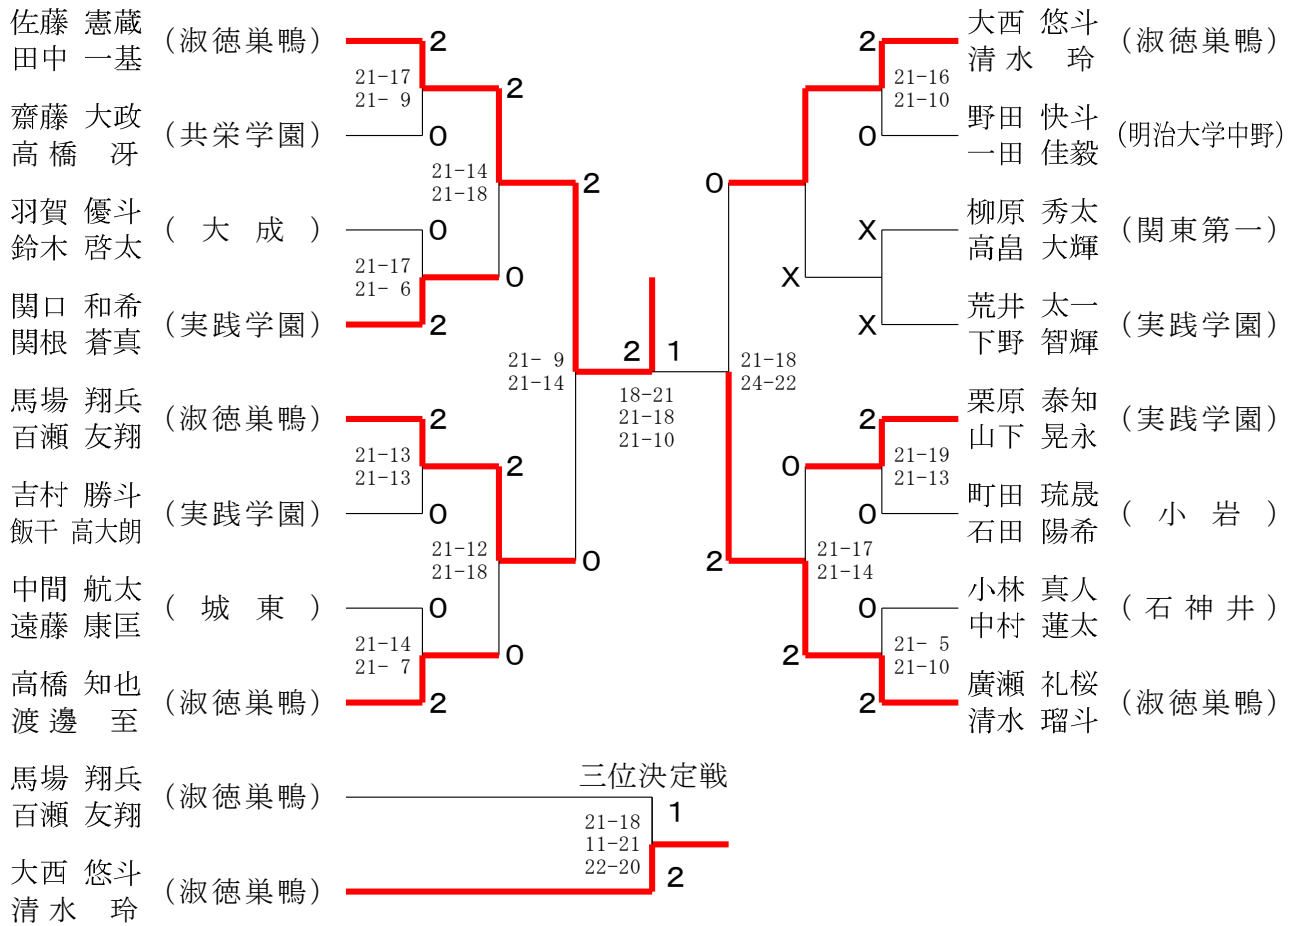 佐藤 憲蔵
田中 一基
(淑徳巣鴨)
2
21-17
21- 9
2
齋藤 大政
高橋 冴
(共栄学園)
0
21-14
21-18
2
羽賀 優斗
鈴木 啓太
( 大 成 )
0
21-17
21- 6
0
関口 和希
関根 蒼真
(実践学園)
2
21- 9
21-14
馬場 翔兵
百瀬 友翔
(淑徳巣鴨)
2
21-13
21-13
2
吉村 勝斗
飯干 高大朗
(実践学園)
0
21-12
21-18
0
中間 航太
遠藤 康匡
( 城 東 )
0
21-14
21- 7
0
高橋 知也
渡邊 至
(淑徳巣鴨)
2
2 1
18-21
21-18
21-10
大西 悠斗
清水 玲
(淑徳巣鴨)
2
21-16
21-10
野田 快斗
一田 佳毅
(明治大学中野)
0
0
柳原 秀太
高畠 大輝
(関東第一)
X
X
荒井 太一
下野 智輝
(実践学園)
X
21-18
24-22
栗原 泰知
山下 晃永
(実践学園)
2
0
21-19
21-13
町田 琉晟
石田 陽希
( 小 岩 )
0
2
21-17
21-14
小林 真人
中村 蓮太
(石神井)
0
2
21- 5
21-10
廣瀬 礼桜
清水 瑠斗
(淑徳巣鴨)
2
三位決定戦
馬場 翔兵
百瀬 友翔
(淑徳巣鴨)
1
21-18
11-21
22-20
大西 悠斗
清水 玲
(淑徳巣鴨)
2